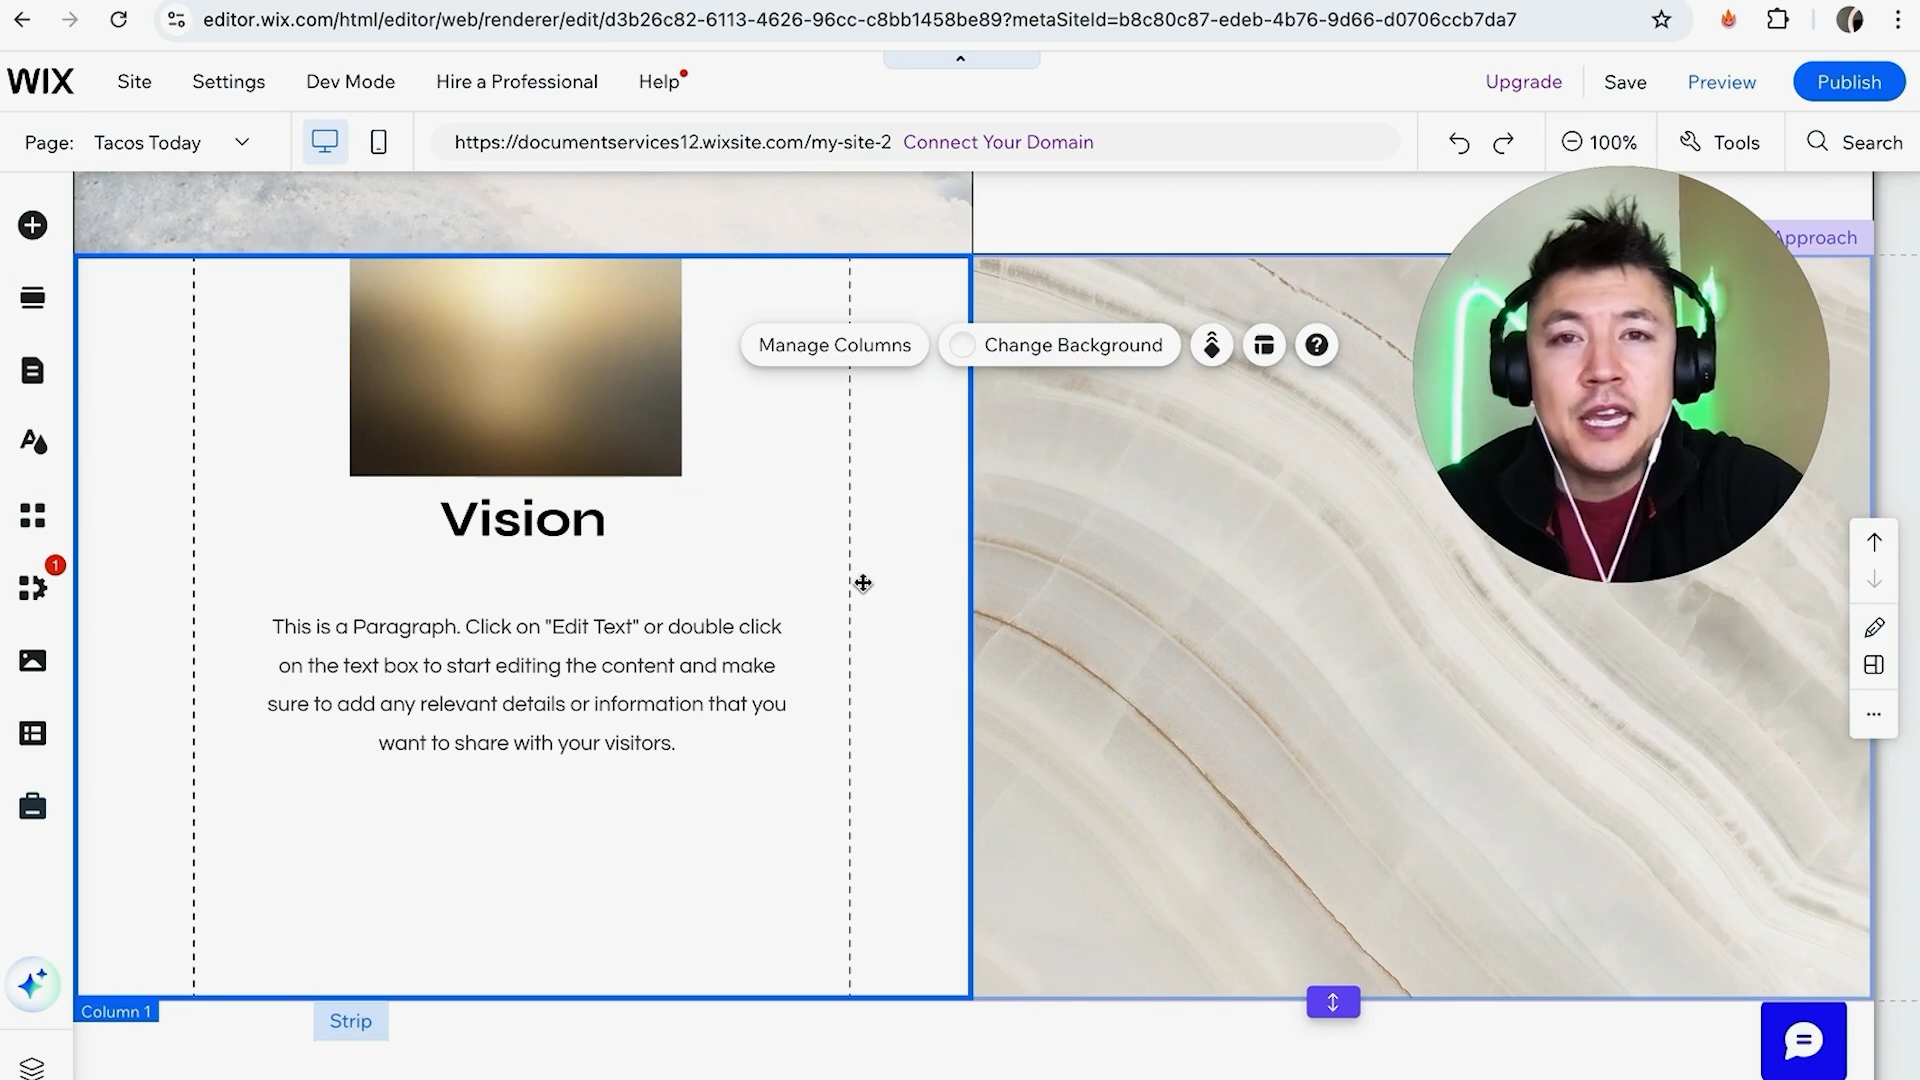 editor.wix.com/html/editor/web/renderer/edit/d3b26c82-6113-4626-96cc-c8bb1458be89?metaSiteId=b8c80c87-edeb-4b76-9d66-d0706ccb7da7
WIX Site Settings Dev Mode Hire a Professional Help Upgrade Save Preview Publish
Page: Tacos Today https://documentservices12.wixsite.com/my-site-2 Connect Your Domain 100% Tools Search
Approach
Manage Columns Change Background ?
Vision
1
This is a Paragraph. Click on "Edit Text" or double click
on the text box to start editing the content and make
sure to add any relevant details or information that you
want to share with your visitors.
Column 1
Strip